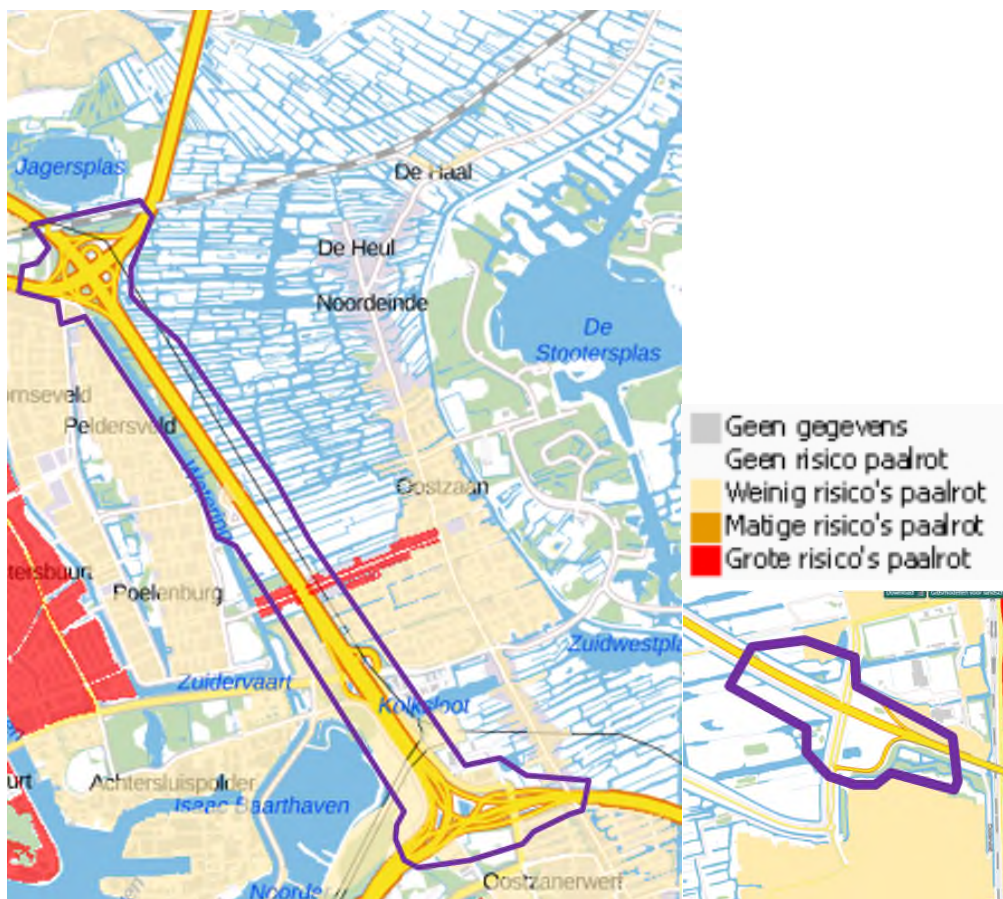 Jagersplas
De Haal
De Heul
Noordeinde
De
Stootersplas
Peldersveld
Oostzaan
Poelenburg
Zuidwestpla
Zuidervaart
Kolksloot
Achtersluispolder
Isaac Baarthaven
Noorder
Oostzanerwerf
Geen gegevens
Geen risico paalrot
Weinig risico's paalrot
Matige risico's paalrot
Grote risico's paalrot